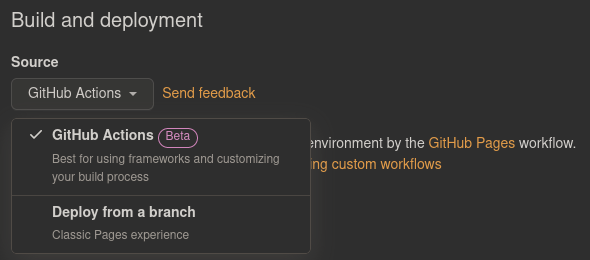 Build and deployment
Source
GitHub Actions
Send feedback
GitHub Actions Beta
Best for using frameworks and customizing
your build process
Deploy from a branch
Classic Pages experience
environment by the GitHub Pages workflow.
custom workflows